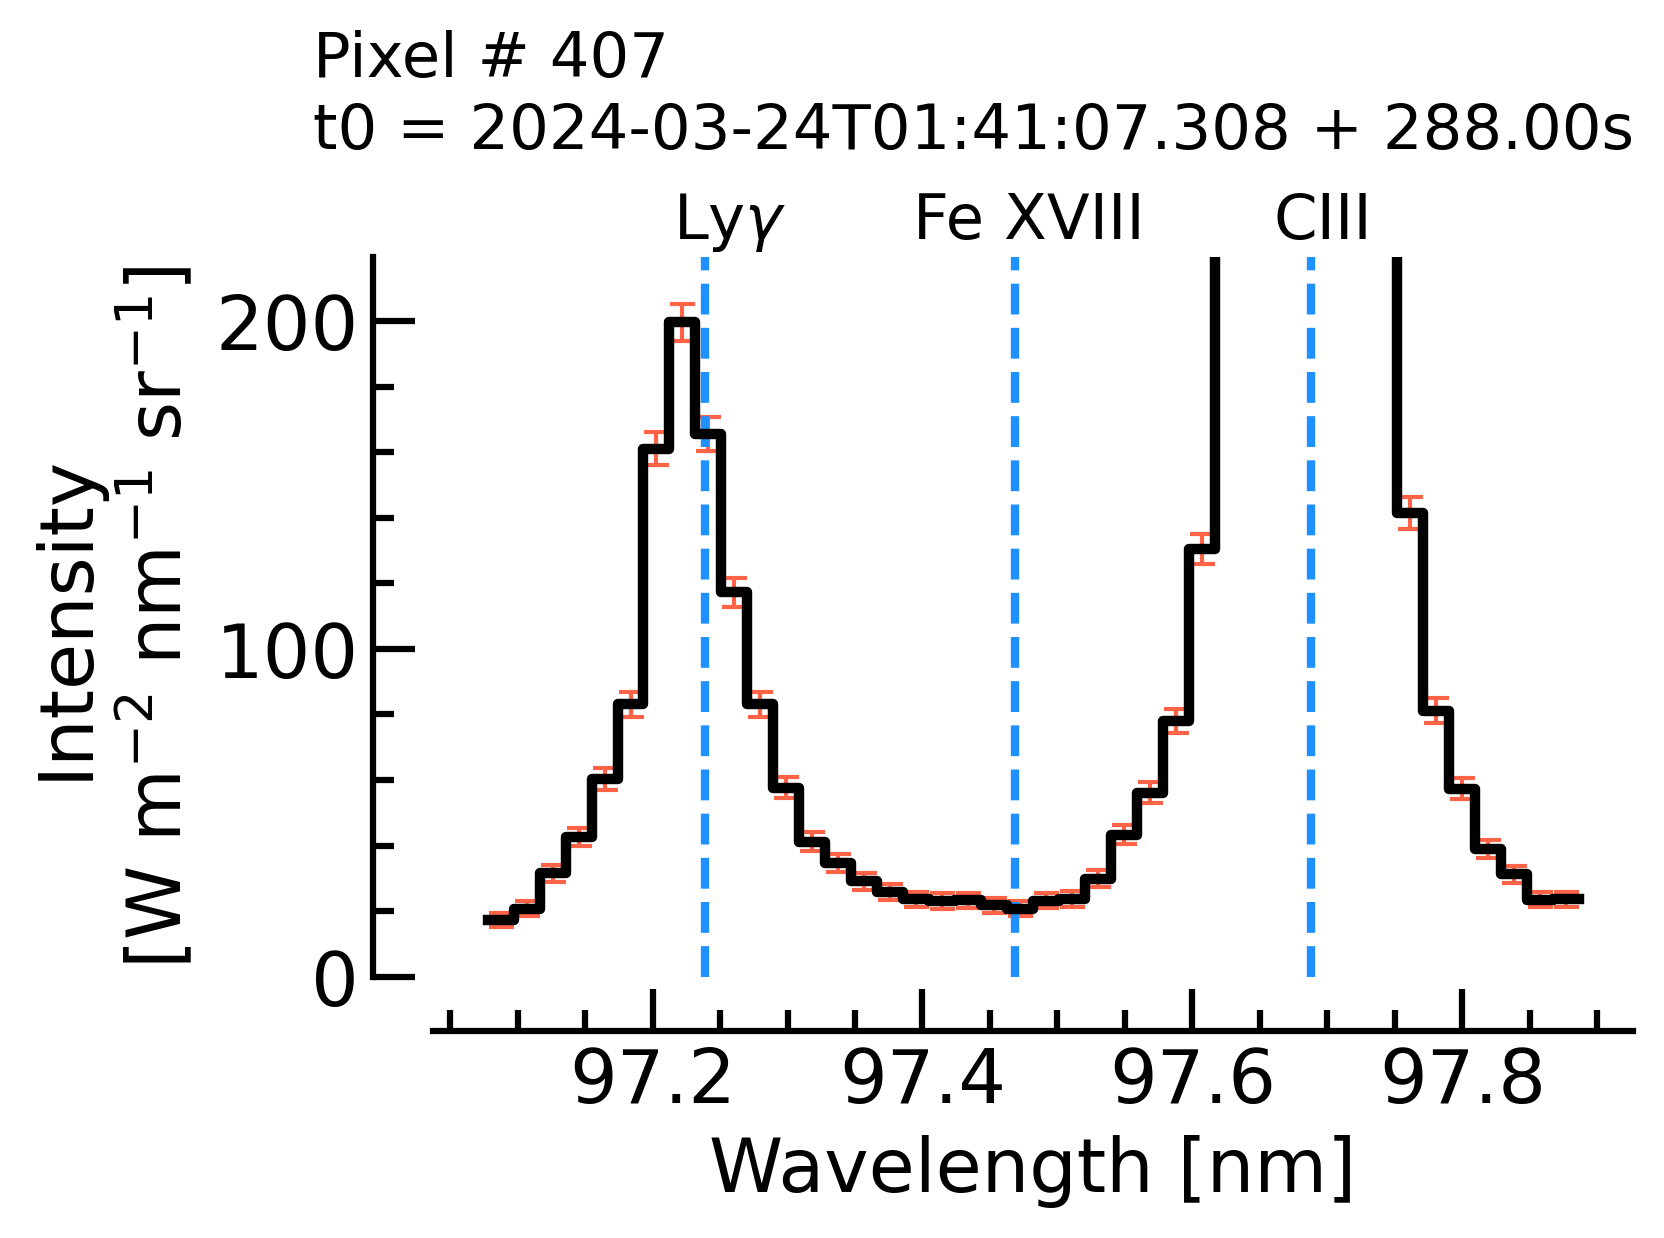 Pixel # 407
t0 = 2024-03-24T01:41:07.308 + 288.00s
Lyγ Fe XVIII CIII
Intensity
[W m⁻² nm⁻¹ sr⁻¹]
200
100
0
97.2 97.4 97.6 97.8
Wavelength [nm]